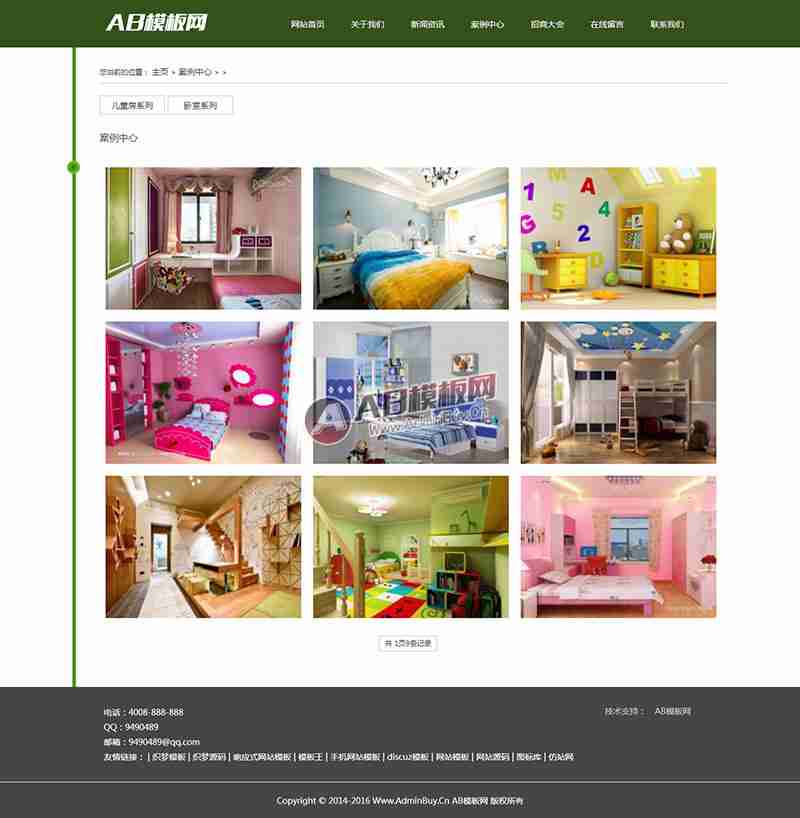 AB模板网
网站首页 关于我们 新闻资讯 案例中心 招商大会 在线留言 联系我们
您当前的位置： 主页 > 案例中心 > >
儿童房系列 卧室系列
案例中心
1 M A
5 4
G 2
AB模板网
Www.AdminBuy.Cn
共 1页9条记录
电话：4008-888-888
技术支持： AB模板网
QQ：9490489
邮箱：9490489@qq.com
友情链接： | 织梦模板 | 织梦源码 | 响应式网站模板 | 模板王 | 手机网站模板 | discuz模板 | 网站模板 | 网站源码 | 图标库 | 仿站网
Copyright © 2014-2016 Www.AdminBuy.Cn AB模板网 版权所有